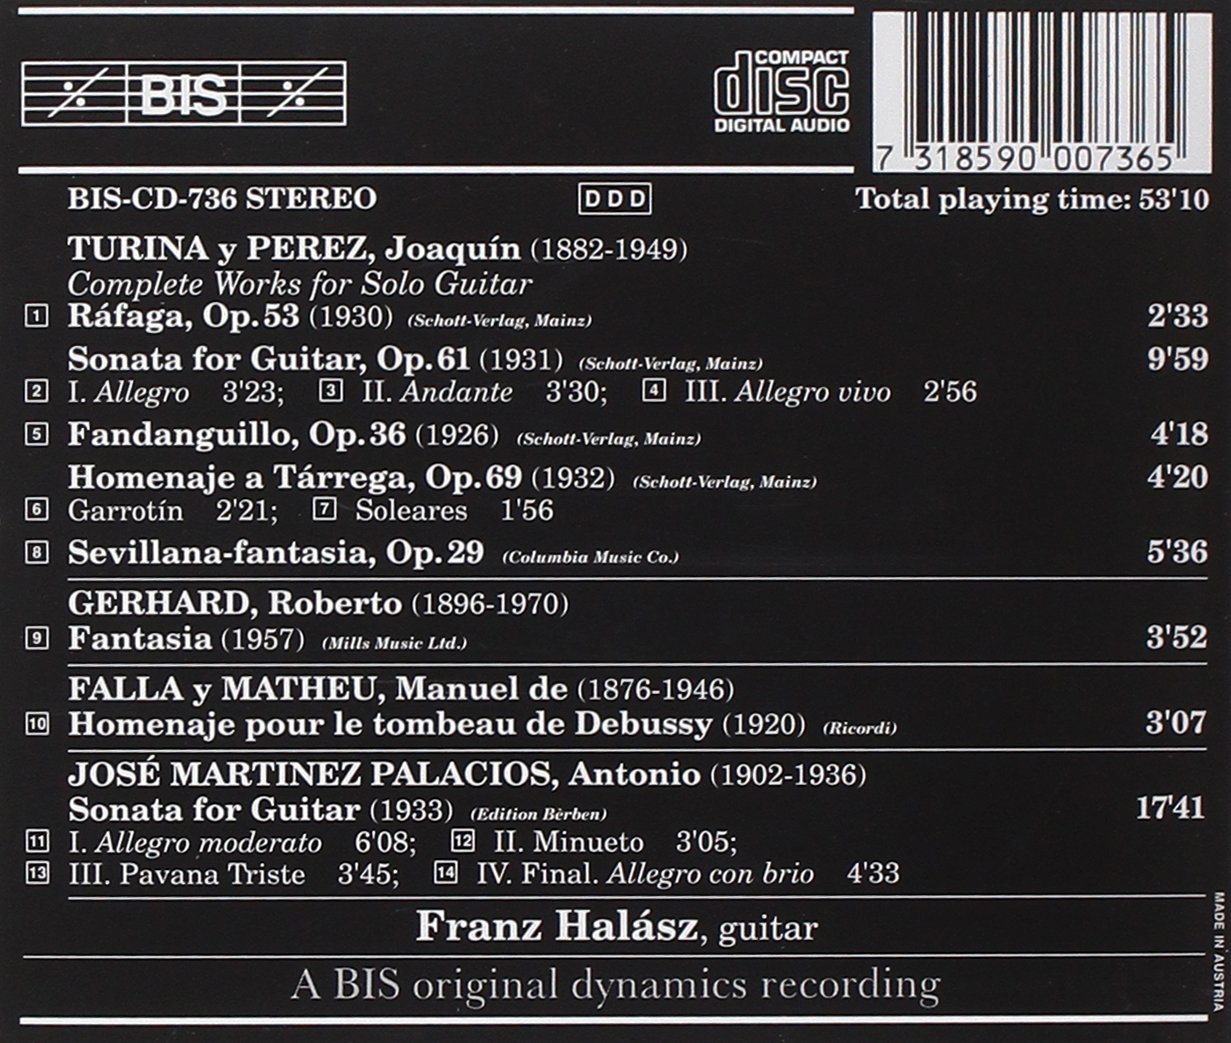 BIS
COMPACT
disc
DIGITAL AUDIO
7 318590 007365
BIS-CD-736 STEREO
DDD
Total playing time: 53'10
TURINA y PEREZ, Joaquín (1882-1949)
Complete Works for Solo Guitar
1 Ráfaga, Op. 53 (1930) (Schott-Verlag, Mainz) 2'33
Sonata for Guitar, Op. 61 (1931) (Schott-Verlag, Mainz) 9'59
2 I. Allegro 3'23; 3 II. Andante 3'30; 4 III. Allegro vivo 2'56
5 Fandanguillo, Op. 36 (1926) (Schott-Verlag, Mainz) 4'18
Homenaje a Tárrega, Op. 69 (1932) (Schott-Verlag, Mainz) 4'20
6 Garrotín 2'21; 7 Soleares 1'56
8 Sevillana-fantasia, Op. 29 (Columbia Music Co.) 5'36
GERHARD, Roberto (1896-1970)
9 Fantasia (1957) (Mills Music Ltd.) 3'52
FALLA y MATHEU, Manuel de (1876-1946)
10 Homenaje pour le tombeau de Debussy (1920) (Ricordi) 3'07
JOSÉ MARTINEZ PALACIOS, Antonio (1902-1936)
Sonata for Guitar (1933) (Edition Bèrben) 17'41
11 I. Allegro moderato 6'08; 12 II. Minueto 3'05;
13 III. Pavana Triste 3'45; 14 IV. Final. Allegro con brio 4'33
Franz Halász, guitar
A BIS original dynamics recording
MADE IN AUSTRIA